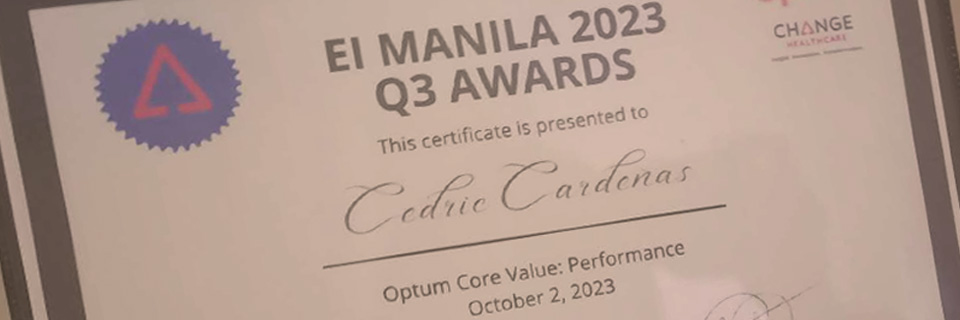 EI MANILA 2023
Q3 AWARDS
CHANGE
HEALTHCARE
This certificate is presented to
Cedric Cardenas
Optum Core Value: Performance
October 2, 2023